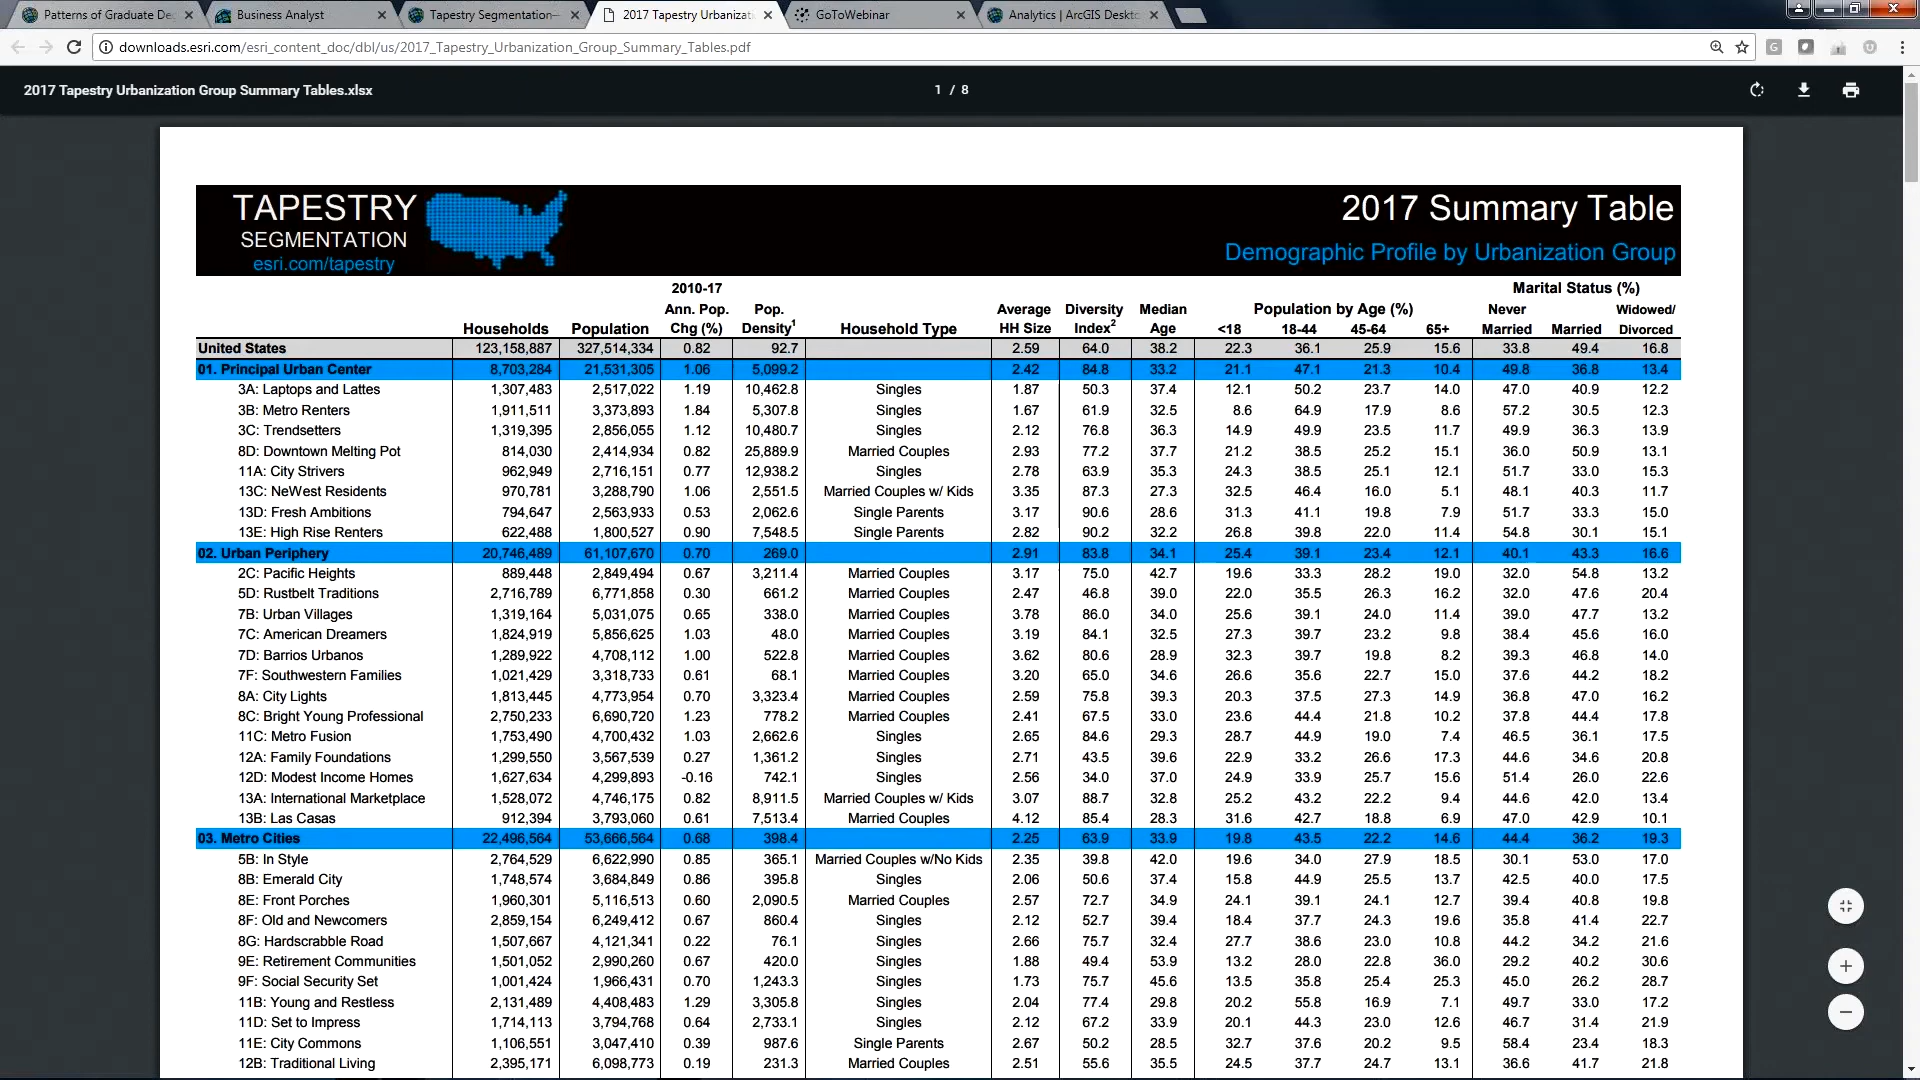 Patterns of Graduate De
Business Analyst
Tapestry Segmentation—
2017 Tapestry Urbanizati
GoToWebinar
Analytics | ArcGIS Deskto
downloads.esri.com/esri_content_doc/dbl/us/2017_Tapestry_Urbanization_Group_Summary_Tables.pdf
2017 Tapestry Urbanization Group Summary Tables.xlsx 1 / 8
TAPESTRY
SEGMENTATION
esri.com/tapestry
2017 Summary Table
Demographic Profile by Urbanization Group
2010-17 Marital Status (%)
Ann. Pop. Pop. Average Diversity Median Population by Age (%) Never Widowed/
Households Population Chg (%) Density1 Household Type HH Size Index2 Age <18 18-44 45-64 65+ Married Married Divorced
United States 123,158,887 327,514,334 0.82 92.7 2.59 64.0 38.2 22.3 36.1 25.9 15.6 33.8 49.4 16.8
01. Principal Urban Center 8,703,284 21,531,305 1.06 5,099.2 2.42 84.8 33.2 21.1 47.1 21.3 10.4 49.8 36.8 13.4
3A: Laptops and Lattes 1,307,483 2,517,022 1.19 10,462.8 Singles 1.87 50.3 37.4 12.1 50.2 23.7 14.0 47.0 40.9 12.2
3B: Metro Renters 1,911,511 3,373,893 1.84 5,307.8 Singles 1.67 61.9 32.5 8.6 64.9 17.9 8.6 57.2 30.5 12.3
3C: Trendsetters 1,319,395 2,856,055 1.12 10,480.7 Singles 2.12 76.8 36.3 14.9 49.9 23.5 11.7 49.9 36.3 13.9
8D: Downtown Melting Pot 814,030 2,414,934 0.82 25,889.9 Married Couples 2.93 77.2 37.7 21.2 38.5 25.2 15.1 36.0 50.9 13.1
11A: City Strivers 962,949 2,716,151 0.77 12,938.2 Singles 2.78 63.9 35.3 24.3 38.5 25.1 12.1 51.7 33.0 15.3
13C: NeWest Residents 970,781 3,288,790 1.06 2,551.5 Married Couples w/ Kids 3.35 87.3 27.3 32.5 46.4 16.0 5.1 48.1 40.3 11.7
13D: Fresh Ambitions 794,647 2,563,933 0.53 2,062.6 Single Parents 3.17 90.6 28.6 31.3 41.1 19.8 7.9 51.7 33.3 15.0
13E: High Rise Renters 622,488 1,800,527 0.90 7,548.5 Single Parents 2.82 90.2 32.2 26.8 39.8 22.0 11.4 54.8 30.1 15.1
02. Urban Periphery 20,746,489 61,107,670 0.70 269.0 2.91 83.8 34.1 25.4 39.1 23.4 12.1 40.1 43.3 16.6
2C: Pacific Heights 889,448 2,849,494 0.67 3,211.4 Married Couples 3.17 75.0 42.7 19.6 33.3 28.2 19.0 32.0 54.8 13.2
5D: Rustbelt Traditions 2,716,789 6,771,858 0.30 661.2 Married Couples 2.47 46.8 39.0 22.0 35.5 26.3 16.2 32.0 47.6 20.4
7B: Urban Villages 1,319,164 5,031,075 0.65 338.0 Married Couples 3.78 86.0 34.0 25.6 39.1 24.0 11.4 39.0 47.7 13.2
7C: American Dreamers 1,824,919 5,856,625 1.03 48.0 Married Couples 3.19 84.1 32.5 27.3 39.7 23.2 9.8 38.4 45.6 16.0
7D: Barrios Urbanos 1,289,922 4,708,112 1.00 522.8 Married Couples 3.62 80.6 28.9 32.3 39.7 19.8 8.2 39.3 46.8 14.0
7F: Southwestern Families 1,021,429 3,318,733 0.61 68.1 Married Couples 3.20 65.0 34.6 26.6 35.6 22.7 15.0 37.6 44.2 18.2
8A: City Lights 1,813,445 4,773,954 0.70 3,323.4 Married Couples 2.59 75.8 39.3 20.3 37.5 27.3 14.9 36.8 47.0 16.2
8C: Bright Young Professional 2,750,233 6,690,720 1.23 778.2 Married Couples 2.41 67.5 33.0 23.6 44.4 21.8 10.2 37.8 44.4 17.8
11C: Metro Fusion 1,753,490 4,700,432 1.03 2,662.6 Singles 2.65 84.6 29.3 28.7 44.9 19.0 7.4 46.5 36.1 17.5
12A: Family Foundations 1,299,550 3,567,539 0.27 1,361.2 Singles 2.71 43.5 39.6 22.9 33.2 26.6 17.3 44.6 34.6 20.8
12D: Modest Income Homes 1,627,634 4,299,893 -0.16 742.1 Singles 2.56 34.0 37.0 24.9 33.9 25.7 15.6 51.4 26.0 22.6
13A: International Marketplace 1,528,072 4,746,175 0.82 8,911.5 Married Couples w/ Kids 3.07 88.7 32.8 25.2 43.2 22.2 9.4 44.6 42.0 13.4
13B: Las Casas 912,394 3,793,060 0.61 7,513.4 Married Couples 4.12 85.4 28.3 31.6 42.7 18.8 6.9 47.0 42.9 10.1
03. Metro Cities 22,496,564 53,666,564 0.68 398.4 2.25 63.9 33.9 19.8 43.5 22.2 14.6 44.4 36.2 19.3
5B: In Style 2,764,529 6,622,990 0.85 365.1 Married Couples w/No Kids 2.35 39.8 42.0 19.6 34.0 27.9 18.5 30.1 53.0 17.0
8B: Emerald City 1,748,574 3,684,849 0.86 395.8 Singles 2.06 50.6 37.4 15.8 44.9 25.5 13.7 42.5 40.0 17.5
8E: Front Porches 1,960,301 5,116,513 0.60 2,090.5 Married Couples 2.57 72.7 34.9 24.1 39.1 24.1 12.7 39.4 40.8 19.8
8F: Old and Newcomers 2,859,154 6,249,412 0.67 860.4 Singles 2.12 52.7 39.4 18.4 37.7 24.3 19.6 35.8 41.4 22.7
8G: Hardscrabble Road 1,507,667 4,121,341 0.22 76.1 Singles 2.66 75.7 32.4 27.7 38.6 23.0 10.8 44.2 34.2 21.6
9E: Retirement Communities 1,501,052 2,990,260 0.67 420.0 Singles 1.88 49.4 53.9 13.2 28.0 22.8 36.0 29.2 40.2 30.6
9F: Social Security Set 1,001,424 1,966,431 0.70 1,243.3 Singles 1.73 75.7 45.6 13.5 35.8 25.4 25.3 45.0 26.2 28.7
11B: Young and Restless 2,131,489 4,408,483 1.29 3,305.8 Singles 2.04 77.4 29.8 20.2 55.8 16.9 7.1 49.7 33.0 17.2
11D: Set to Impress 1,714,113 3,794,768 0.64 2,733.1 Singles 2.12 67.2 33.9 20.1 44.3 23.0 12.6 46.7 31.4 21.9
11E: City Commons 1,106,551 3,047,410 0.39 987.6 Single Parents 2.67 50.2 28.5 32.7 37.6 20.2 9.5 58.4 23.4 18.3
12B: Traditional Living 2,395,171 6,098,773 0.19 231.3 Married Couples 2.51 55.6 35.5 24.5 37.7 24.7 13.1 36.6 41.7 21.8